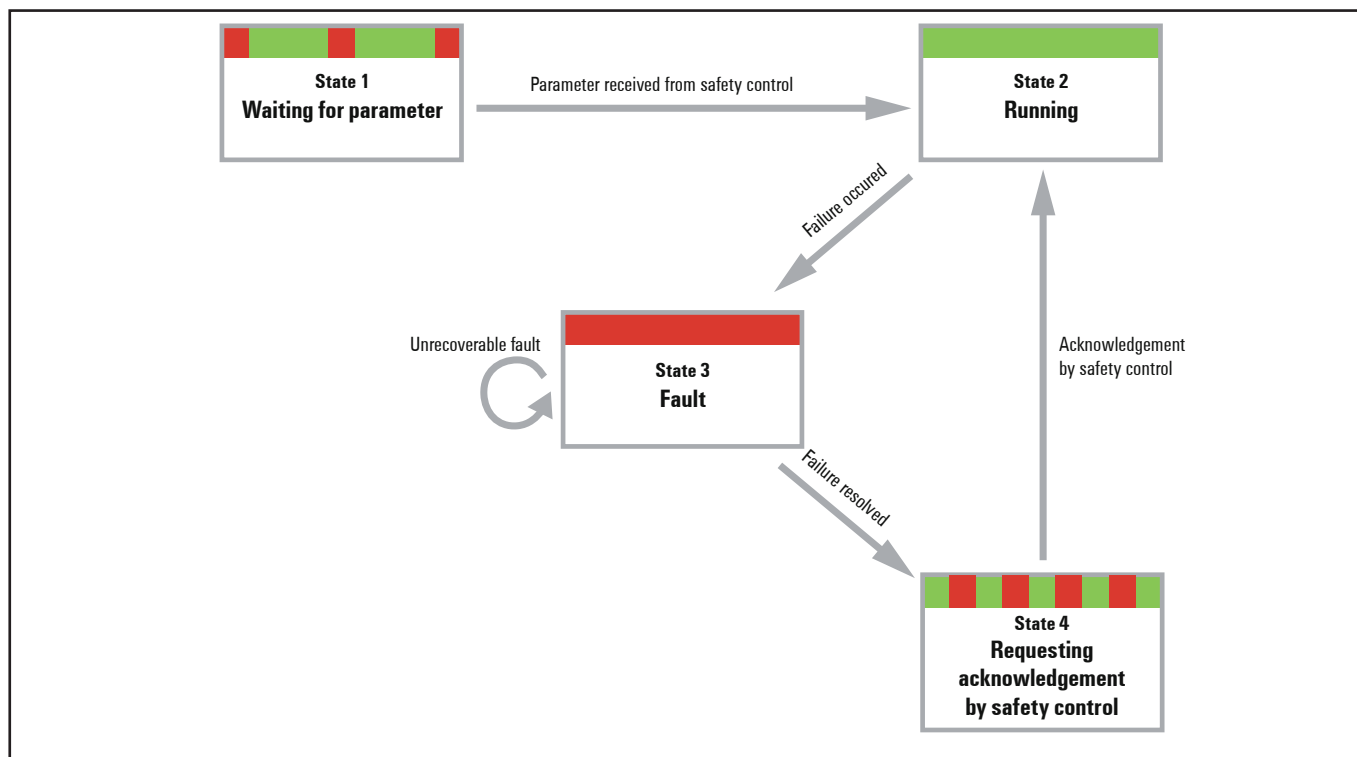 State 1
Waiting for parameter
Parameter received from safety control
State 2
Running
Failure occured
Unrecoverable fault
State 3
Fault
Acknowledgement
by safety control
Failure resolved
State 4
Requesting
acknowledgement
by safety control